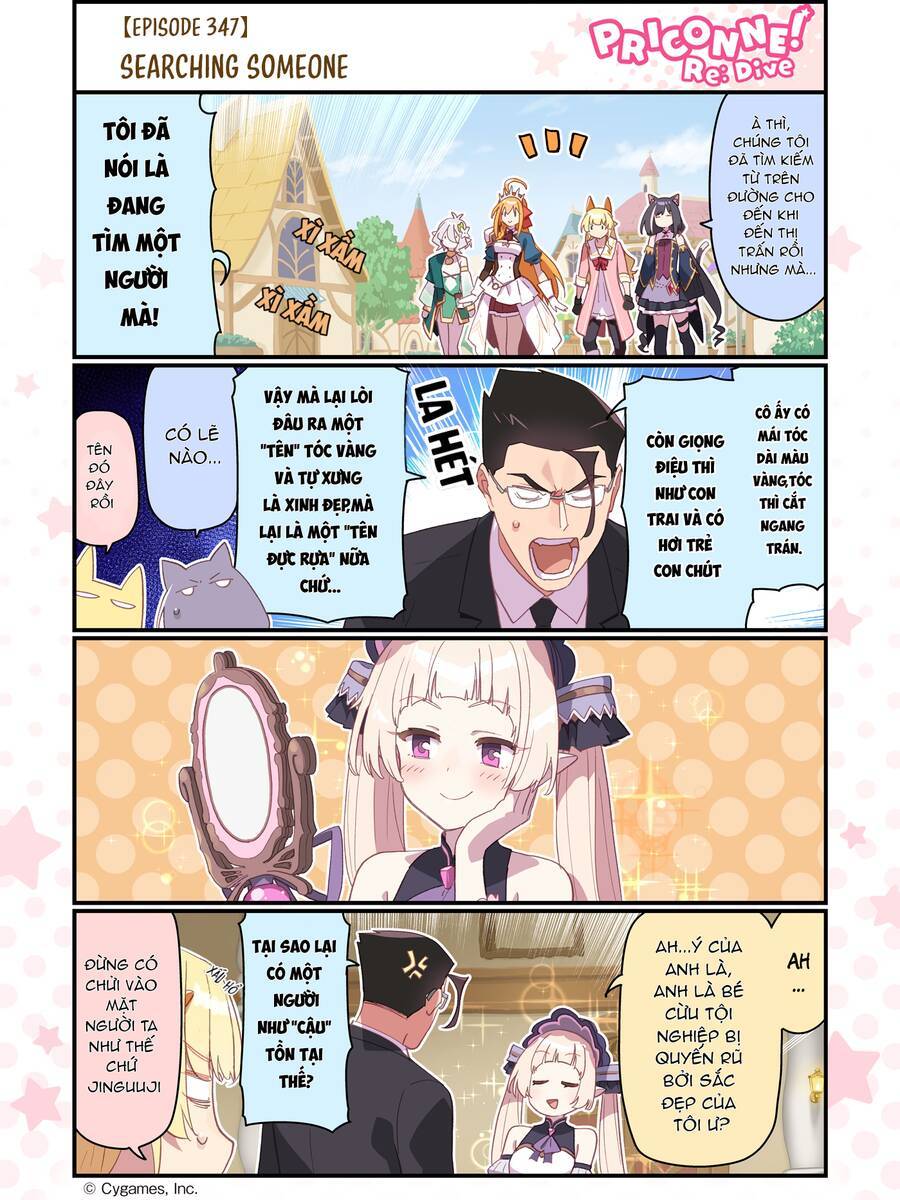 【EPISODE 347】
SEARCHING SOMEONE
PRICONNE!
Re: Dive
À THÌ,
CHÚNG TÔI
ĐÃ TÌM KIẾM
TỪ TRÊN
ĐƯỜNG CHO
ĐẾN KHI
ĐẾN THỊ
TRẤN RỒI
NHƯNG MÀ...
XÌ XẦM
XÌ XẦM
TÔI ĐÃ
NÓI LÀ
ĐANG
TÌM MỘT
NGƯỜI
MÀ!
CÔ ẤY CÓ
MÁI TÓC
DÀI MÀU
VÀNG,TÓC
THÌ CẮT
NGANG
TRÁN.
CÒN GIỌNG
ĐIỆU THÌ
NHƯ CON
TRAI VÀ CÓ
HƠI TRẺ
CON CHÚT
LA HÉT
VẬY MÀ LẠI LÒI
ĐÂU RA MỘT
"TÊN" TÓC VÀNG
VÀ TỰ XƯNG
LÀ XINH ĐẸP,MÀ
LẠI LÀ MỘT "TÊN
ĐỰC RỰA" NỮA
CHỨ...
CÓ LẼ
NÀO...
TÊN
ĐÓ
ĐÂY
RỒI
AH
...
AH...Ý CỦA
ANH LÀ,
ANH LÀ BÉ
CỪU TỘI
NGHIỆP BỊ
QUYẾN RŨ
BỞI SẮC
ĐẸP CỦA
TÔI Ư?
TẠI SAO LẠI
CÓ MỘT
NGƯỜI
NHƯ "CẬU"
TỒN TẠI
THẾ?
XẤU HỔ
ĐỪNG CÓ
CHỬI VÀO
MẶT
NGƯỜI TA
NHƯ THẾ
CHỨ
JINGUUJI
© Cygames, Inc.